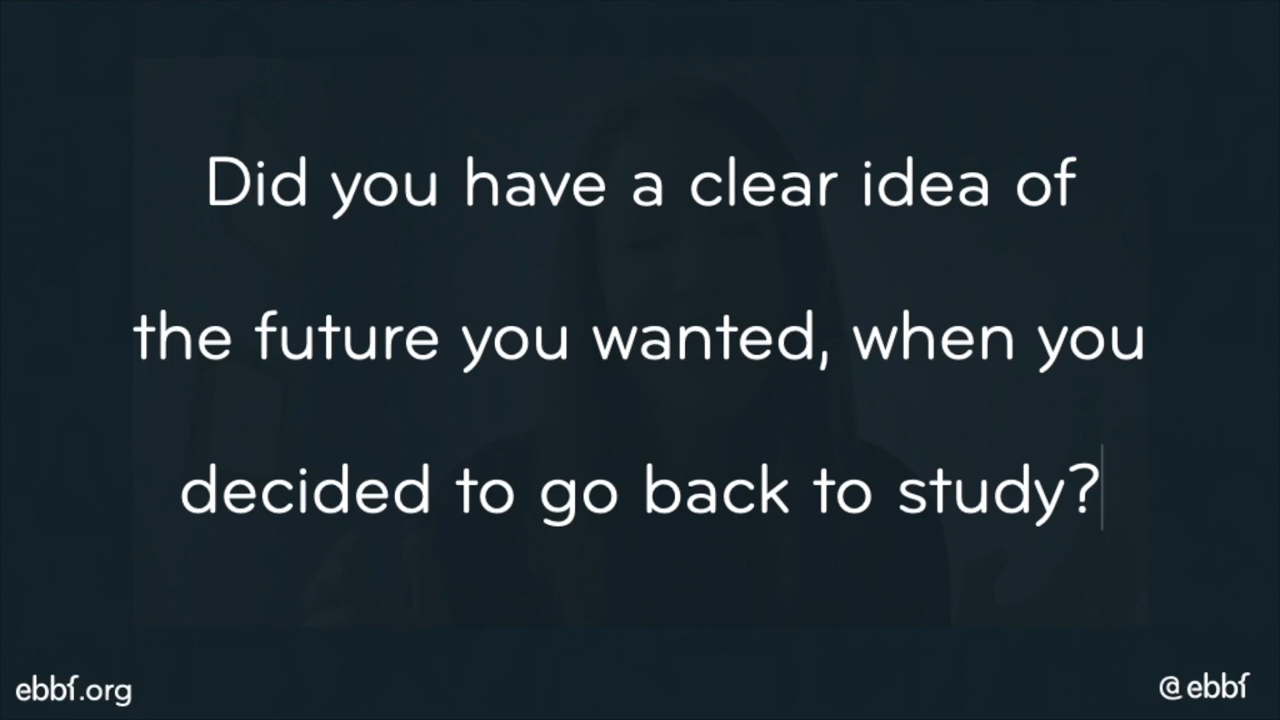 Did you have a clear idea of
the future you wanted, when you
decided to go back to study?
ebbf.org
@ebbf